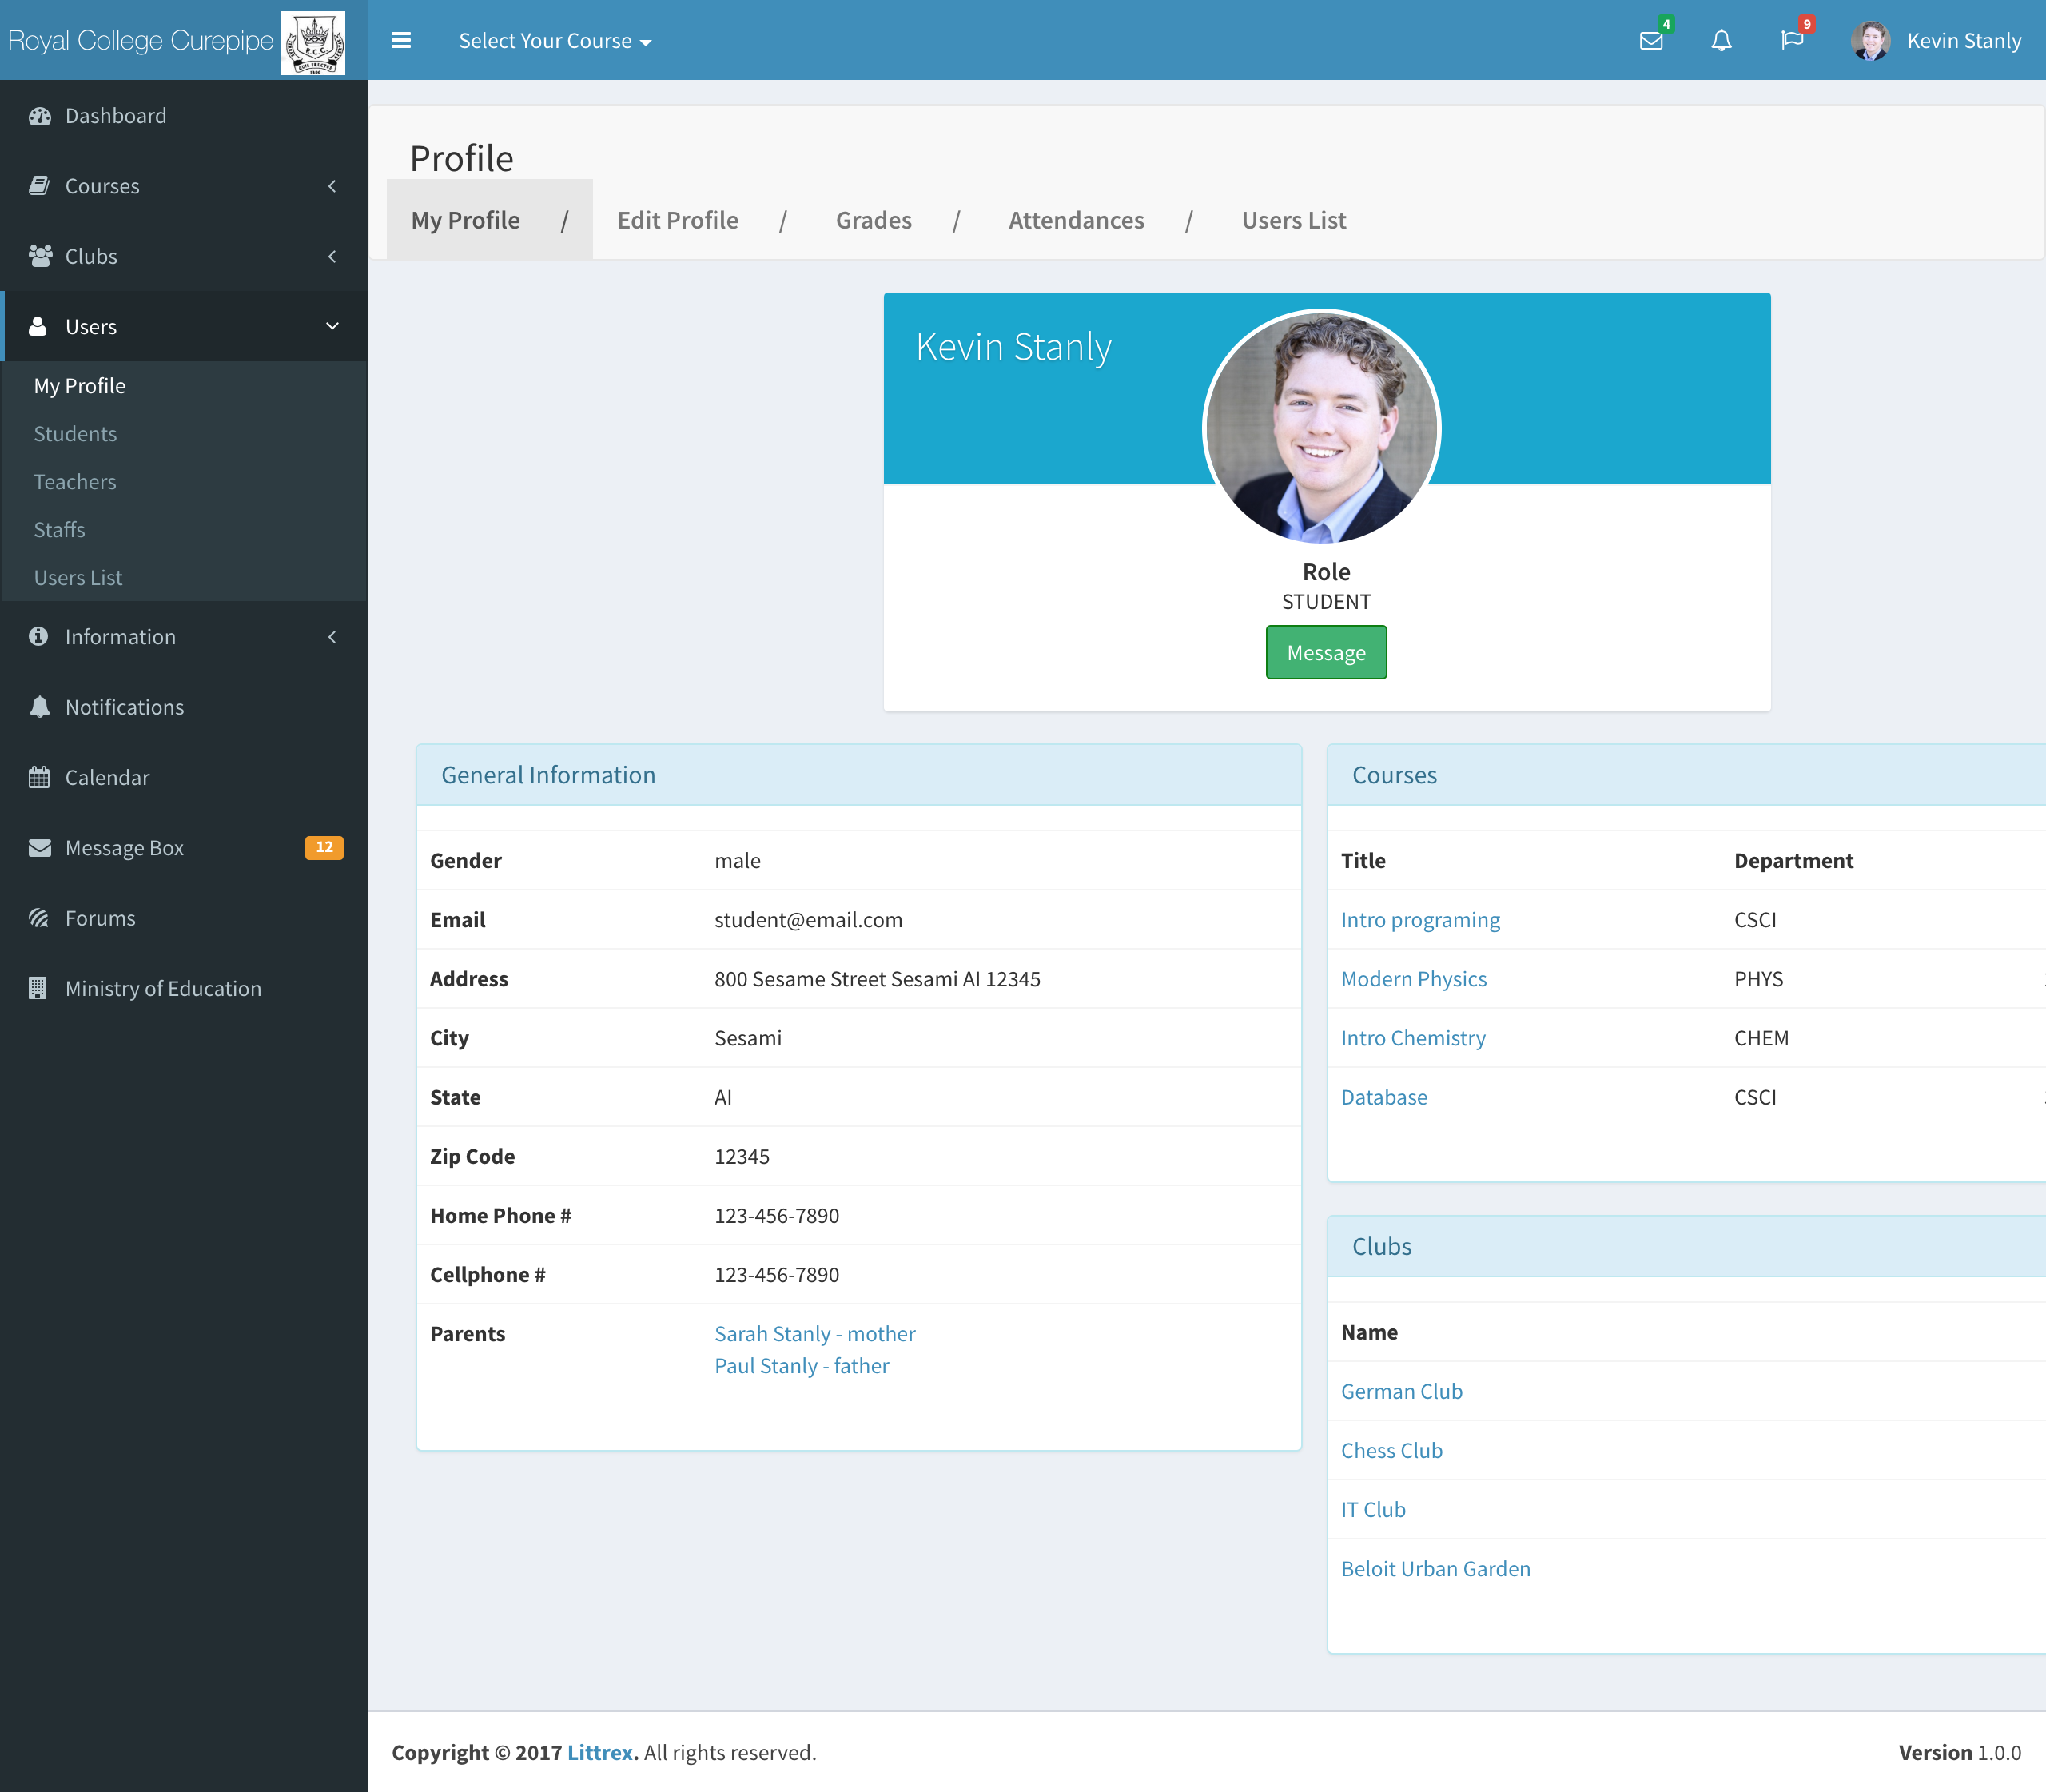 Royal College Curepipe
Select Your Course
4
9
Kevin Stanly
Dashboard
Courses
Clubs
Users
My Profile
Students
Teachers
Staffs
Users List
Information
Notifications
Calendar
Message Box 12
Forums
Ministry of Education
Profile
My Profile / Edit Profile / Grades / Attendances / Users List
Kevin Stanly
Role
STUDENT
Message
General Information
Gender male
Email student@email.com
Address 800 Sesame Street Sesami AI 12345
City Sesami
State AI
Zip Code 12345
Home Phone # 123-456-7890
Cellphone # 123-456-7890
Parents Sarah Stanly - mother
Paul Stanly - father
Courses
Title Department
Intro programing CSCI
Modern Physics PHYS
Intro Chemistry CHEM
Database CSCI
Clubs
Name
German Club
Chess Club
IT Club
Beloit Urban Garden
Copyright © 2017 Littrex. All rights reserved.
Version 1.0.0